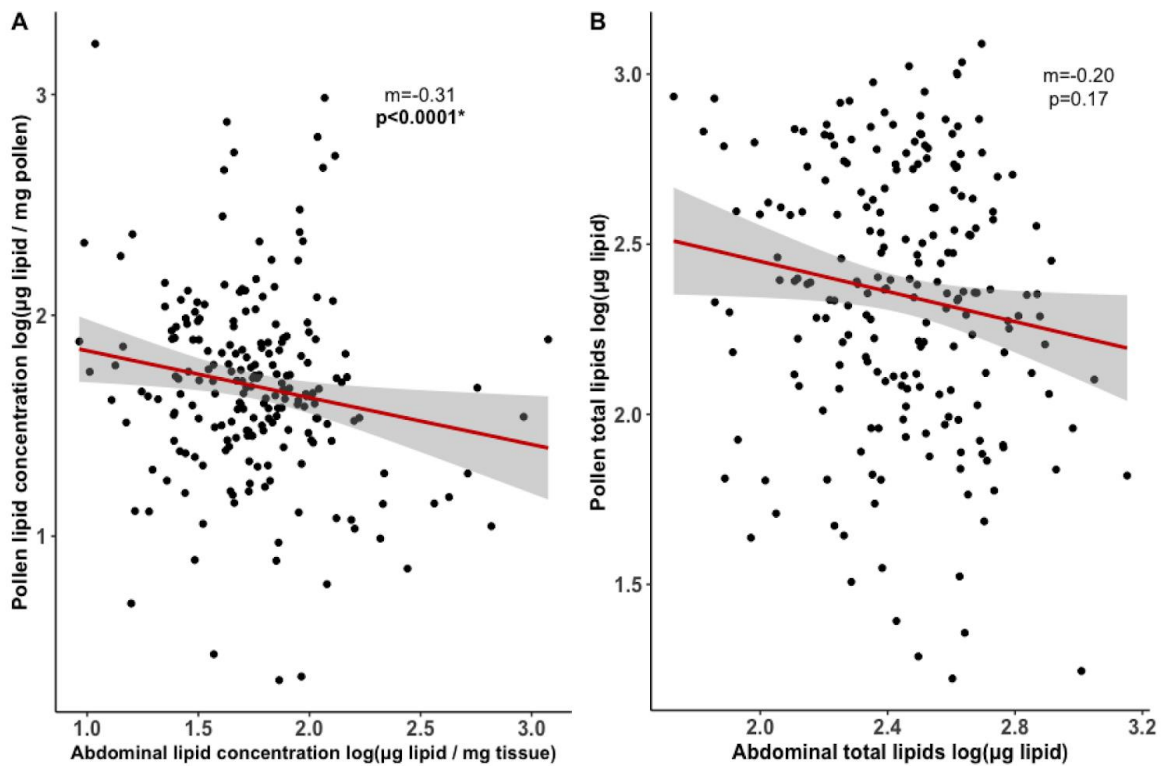 A
m=-0.31
p<0.0001*
3
2
1
Pollen lipid concentration log(µg lipid / mg pollen)
1.0 1.5 2.0 2.5 3.0
Abdominal lipid concentration log(µg lipid / mg tissue)
B
m=-0.20
p=0.17
3.0
2.5
2.0
1.5
Pollen total lipids log(µg lipid)
2.0 2.4 2.8 3.2
Abdominal total lipids log(µg lipid)